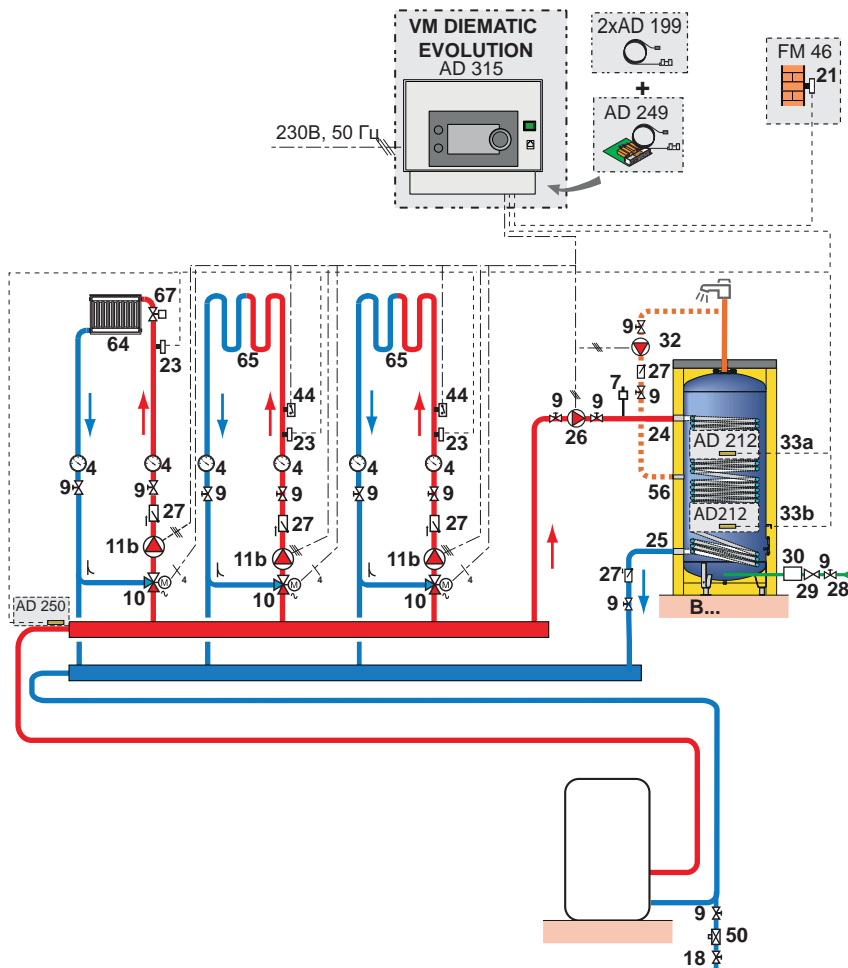 VM DIEMATIC
EVOLUTION
AD 315
2xAD 199
+
AD 249
FM 46
21
230В, 50 Гц
67
64
23
65
65
44
44
23
23
9
32
27
9
7
9
9
26
24
AD 212
33a
56
AD212
33b
25
4
4
4
4
4
4
9
9
9
9
9
9
27
27
27
11b
11b
11b
M
M
M
4
4
4
10
10
10
27
9
30
9
29
28
B...
AD 250
9
50
18